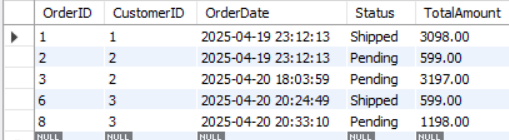 OrderID CustomerID OrderDate Status TotalAmount
1 1 2025-04-19 23:12:13 Shipped 3098.00
2 2 2025-04-19 23:12:13 Pending 599.00
3 2 2025-04-20 18:03:59 Pending 3197.00
6 3 2025-04-20 20:24:49 Shipped 599.00
8 3 2025-04-20 20:33:10 Pending 1198.00
NULL NULL NULL NULL NULL